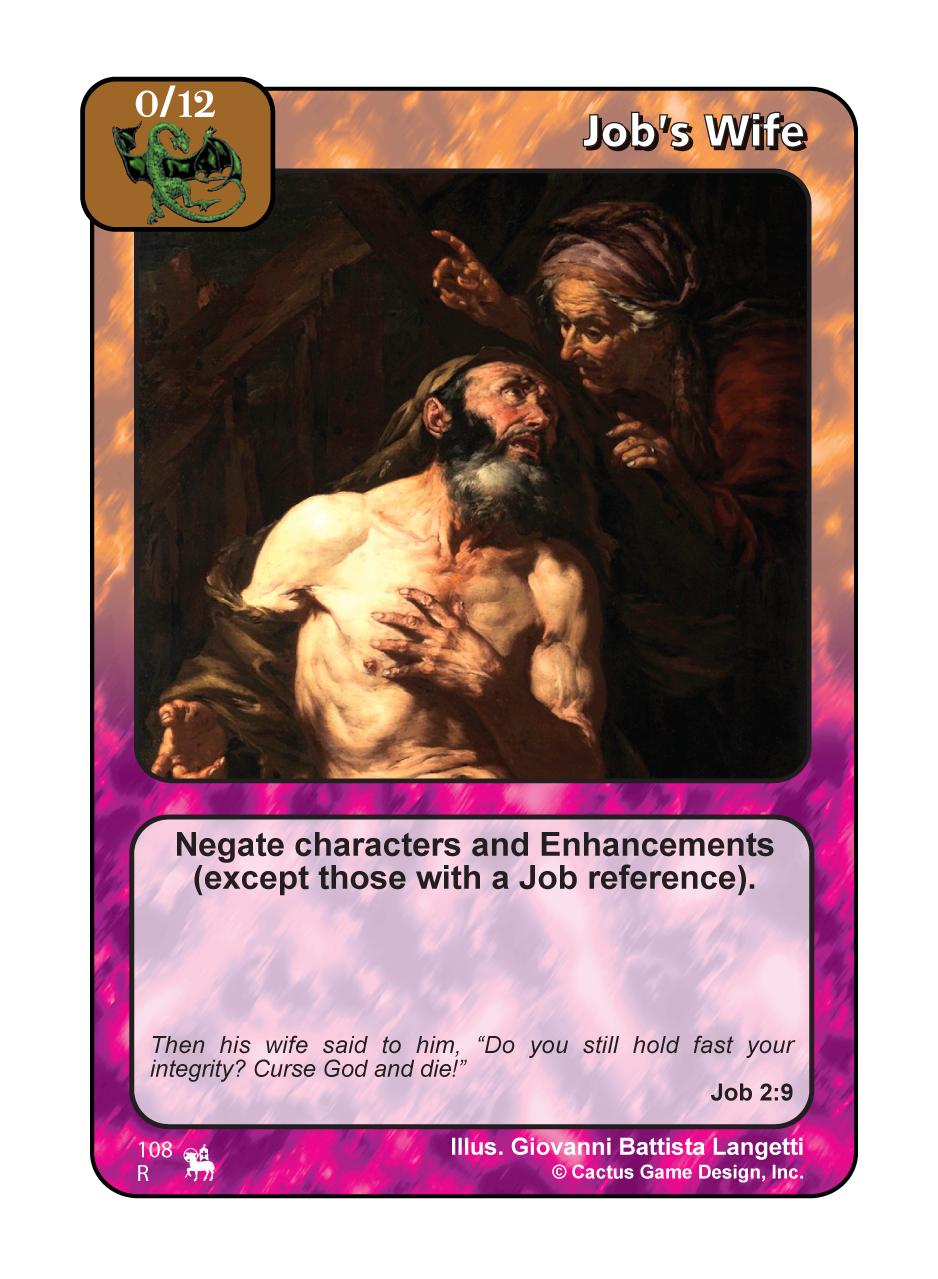 0/12
Job's Wife
Negate characters and Enhancements
(except those with a Job reference).
Then his wife said to him, “Do you still hold fast your
integrity? Curse God and die!”
Job 2:9
108
R
Illus. Giovanni Battista Langetti
© Cactus Game Design, Inc.